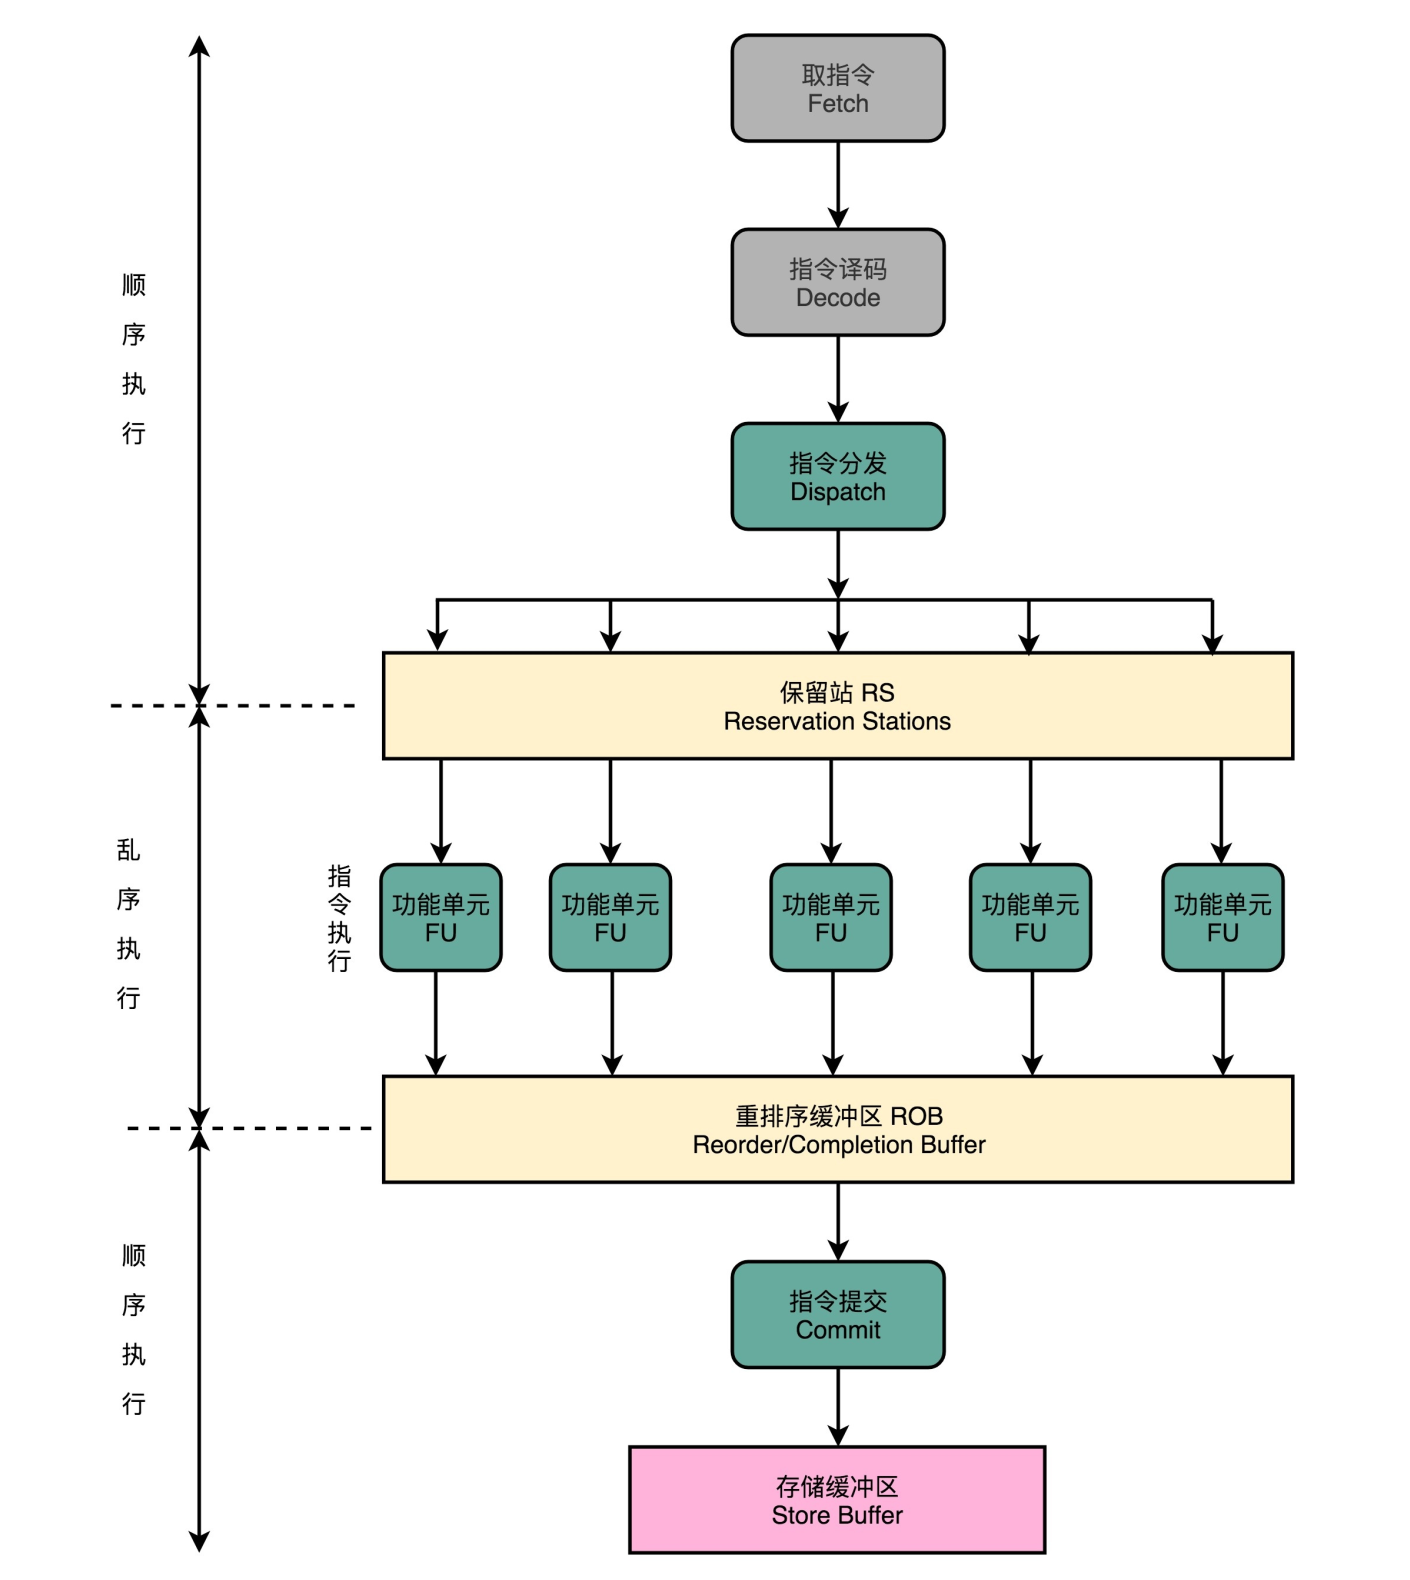 取指令
Fetch
指令译码
Decode
顺序执行
指令分发
Dispatch
保留站 RS
Reservation Stations
乱序执行
指令执行
功能单元
FU
功能单元
FU
功能单元
FU
功能单元
FU
功能单元
FU
重排序缓冲区 ROB
Reorder/Completion Buffer
顺序执行
指令提交
Commit
存储缓冲区
Store Buffer